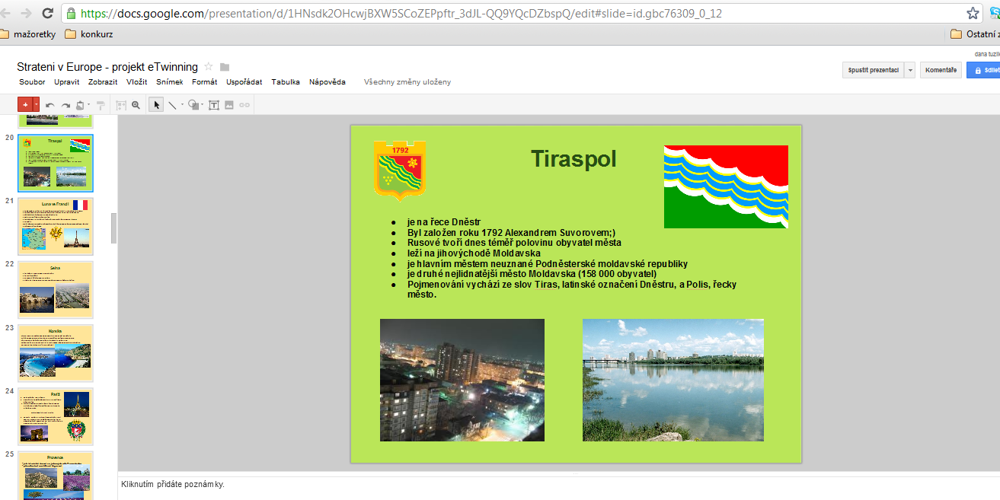 https://docs.google.com/presentation/d/1HNsdk2OHcwjBXW5SCoZEPpftr_3dJL-QQ9YQcDZbspQ/edit#slide=id.gbc76309_0_12
mažoretky konkurz Ostatní z
dana tuzil
Strateni v Europe - projekt eTwinning
Spustit prezentaci Komentáře Sdílet
Soubor Upravit Zobrazit Vložit Snímek Formát Uspořádat Tabulka Nápověda Všechny změny uloženy
20
Tiraspol
21
Luna ve Francii
22
Seina
23
Korsika
24
Paríž
25
Provence
1792
Tiraspol
● je na řece Dněstr
● Byl založen roku 1792 Alexandrem Suvorovem;)
● Rusové tvoří dnes téměř polovinu obyvatel města
● leží na jihovýchodě Moldavska
● je hlavním městem neuznané Podněsterské moldavské republiky
● je druhé nejlidnatější město Moldavska (158 000 obyvatel)
● Pojmenování vychází ze slov Tiras, latinské označení Dněstru, a Polis, řecky
město.
Kliknutím přidáte poznámky.